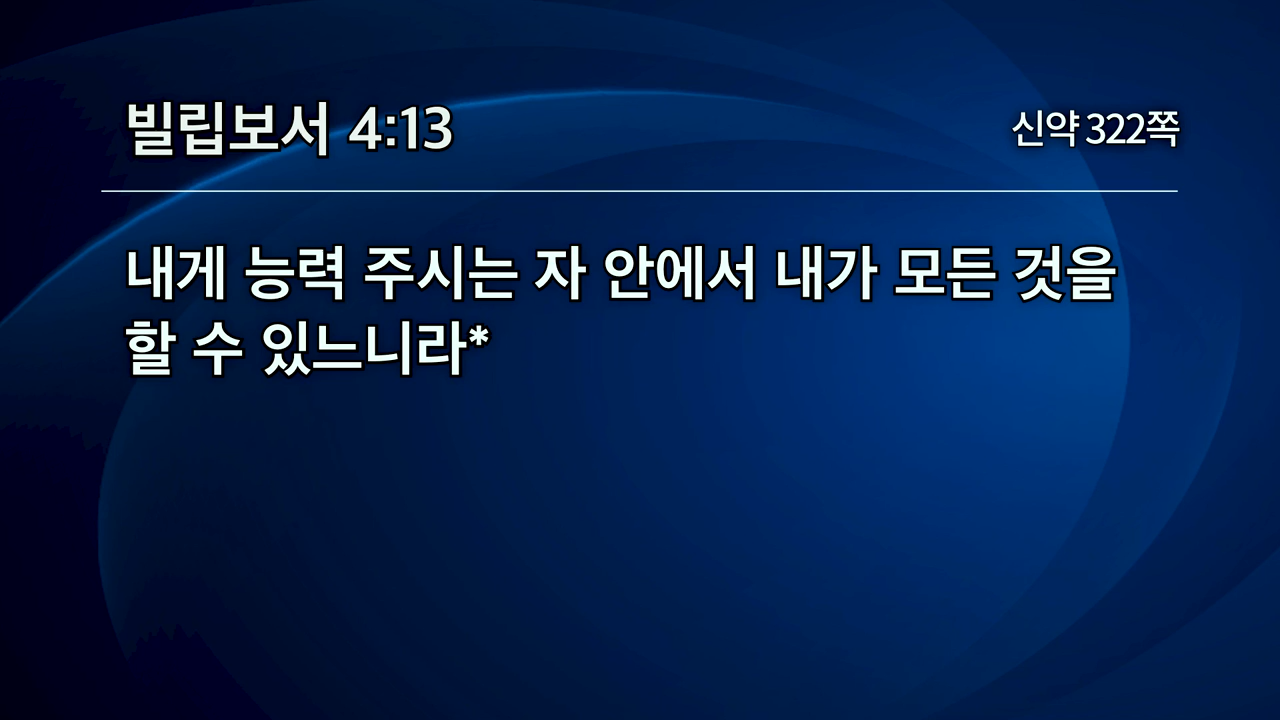 빌립보서 4:13
신약 322쪽
내게 능력 주시는 자 안에서 내가 모든 것을
할 수 있느니라*